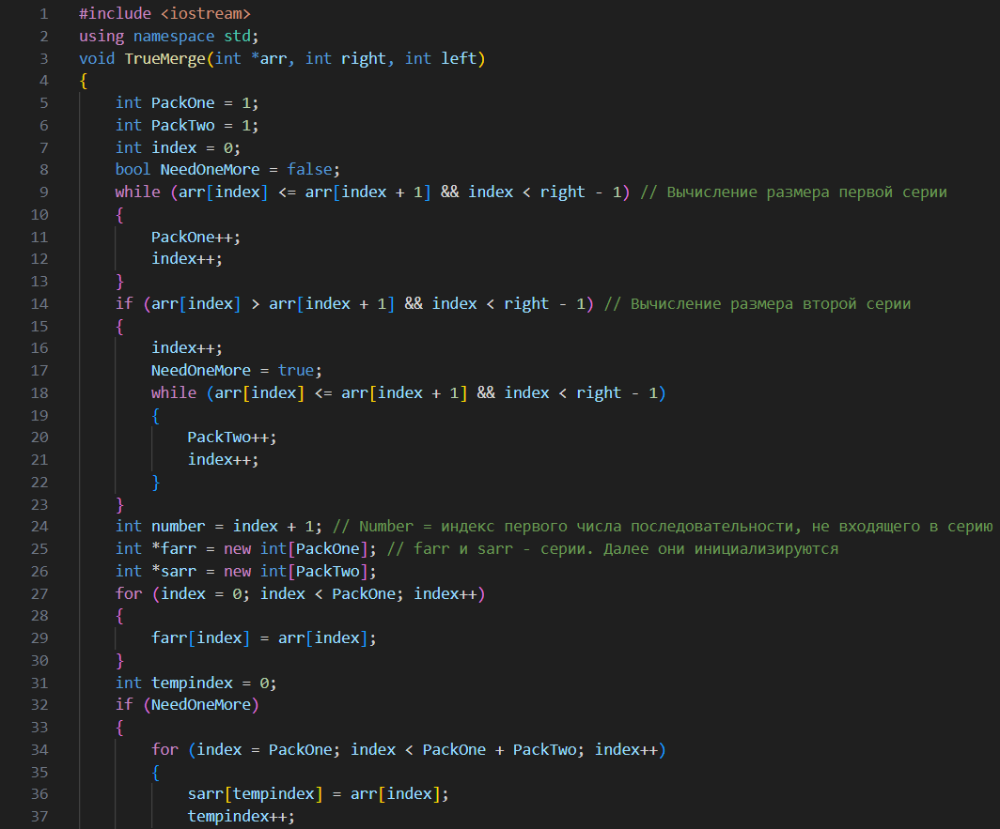 1 #include <iostream>
2 using namespace std;
3 void TrueMerge(int *arr, int right, int left)
4 {
5 int PackOne = 1;
6 int PackTwo = 1;
7 int index = 0;
8 bool NeedOneMore = false;
9 while (arr[index] <= arr[index + 1] && index < right - 1) // Вычисление размера первой серии
10 {
11 PackOne++;
12 index++;
13 }
14 if (arr[index] > arr[index + 1] && index < right - 1) // Вычисление размера второй серии
15 {
16 index++;
17 NeedOneMore = true;
18 while (arr[index] <= arr[index + 1] && index < right - 1)
19 {
20 PackTwo++;
21 index++;
22 }
23 }
24 int number = index + 1; // Number = индекс первого числа последовательности, не входящего в серию
25 int *farr = new int[PackOne]; // farr и sarr - серии. Далее они инициализируются
26 int *sarr = new int[PackTwo];
27 for (index = 0; index < PackOne; index++)
28 {
29 farr[index] = arr[index];
30 }
31 int tempindex = 0;
32 if (NeedOneMore)
33 {
34 for (index = PackOne; index < PackOne + PackTwo; index++)
35 {
36 sarr[tempindex] = arr[index];
37 tempindex++;